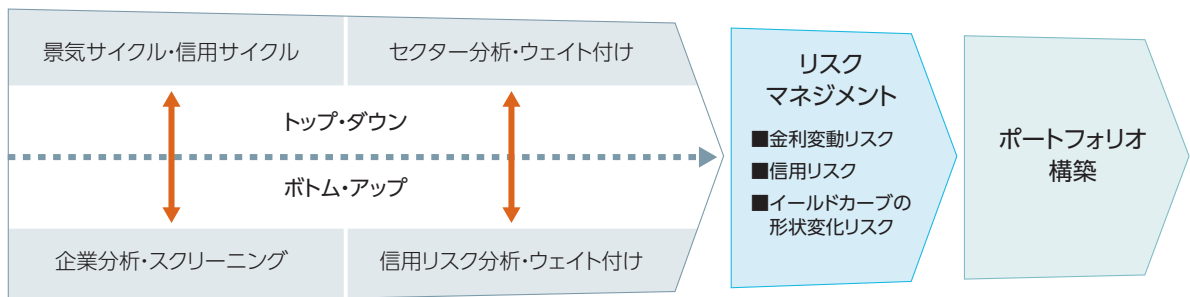 景気サイクル・信用サイクル
セクター分析・ウェイト付け
トップ・ダウン
ボトム・アップ
企業分析・スクリーニング
信用リスク分析・ウェイト付け
リスク
マネジメント
■金利変動リスク
■信用リスク
■イールドカーブの
形状変化リスク
ポートフォリオ
構築